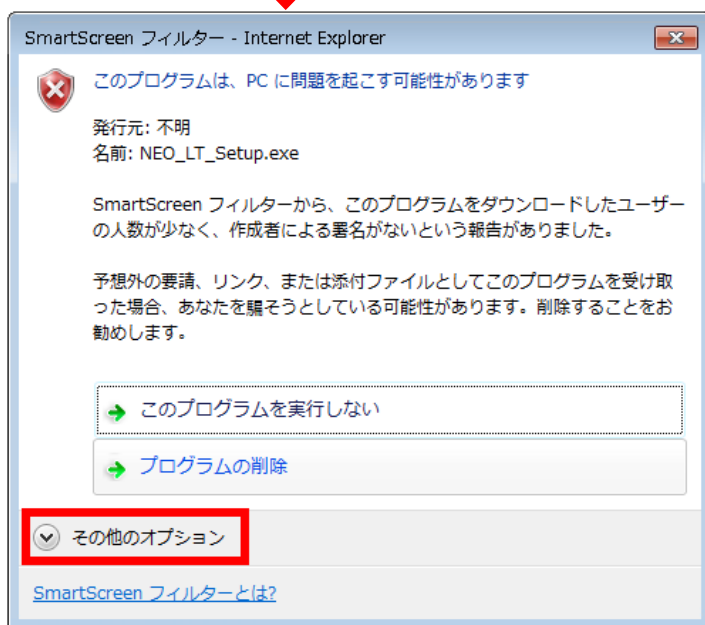 SmartScreen フィルター - Internet Explorer
このプログラムは、PC に問題を起こす可能性があります
発行元: 不明
名前: NEO_LT_Setup.exe
SmartScreen フィルターから、このプログラムをダウンロードしたユーザー
の人数が少なく、作成者による署名がないという報告がありました。
予想外の要請、リンク、または添付ファイルとしてこのプログラムを受け取
った場合、あなたを騙そうとしている可能性があります。削除することをお
勧めします。
このプログラムを実行しない
プログラムの削除
その他のオプション
SmartScreen フィルターとは?